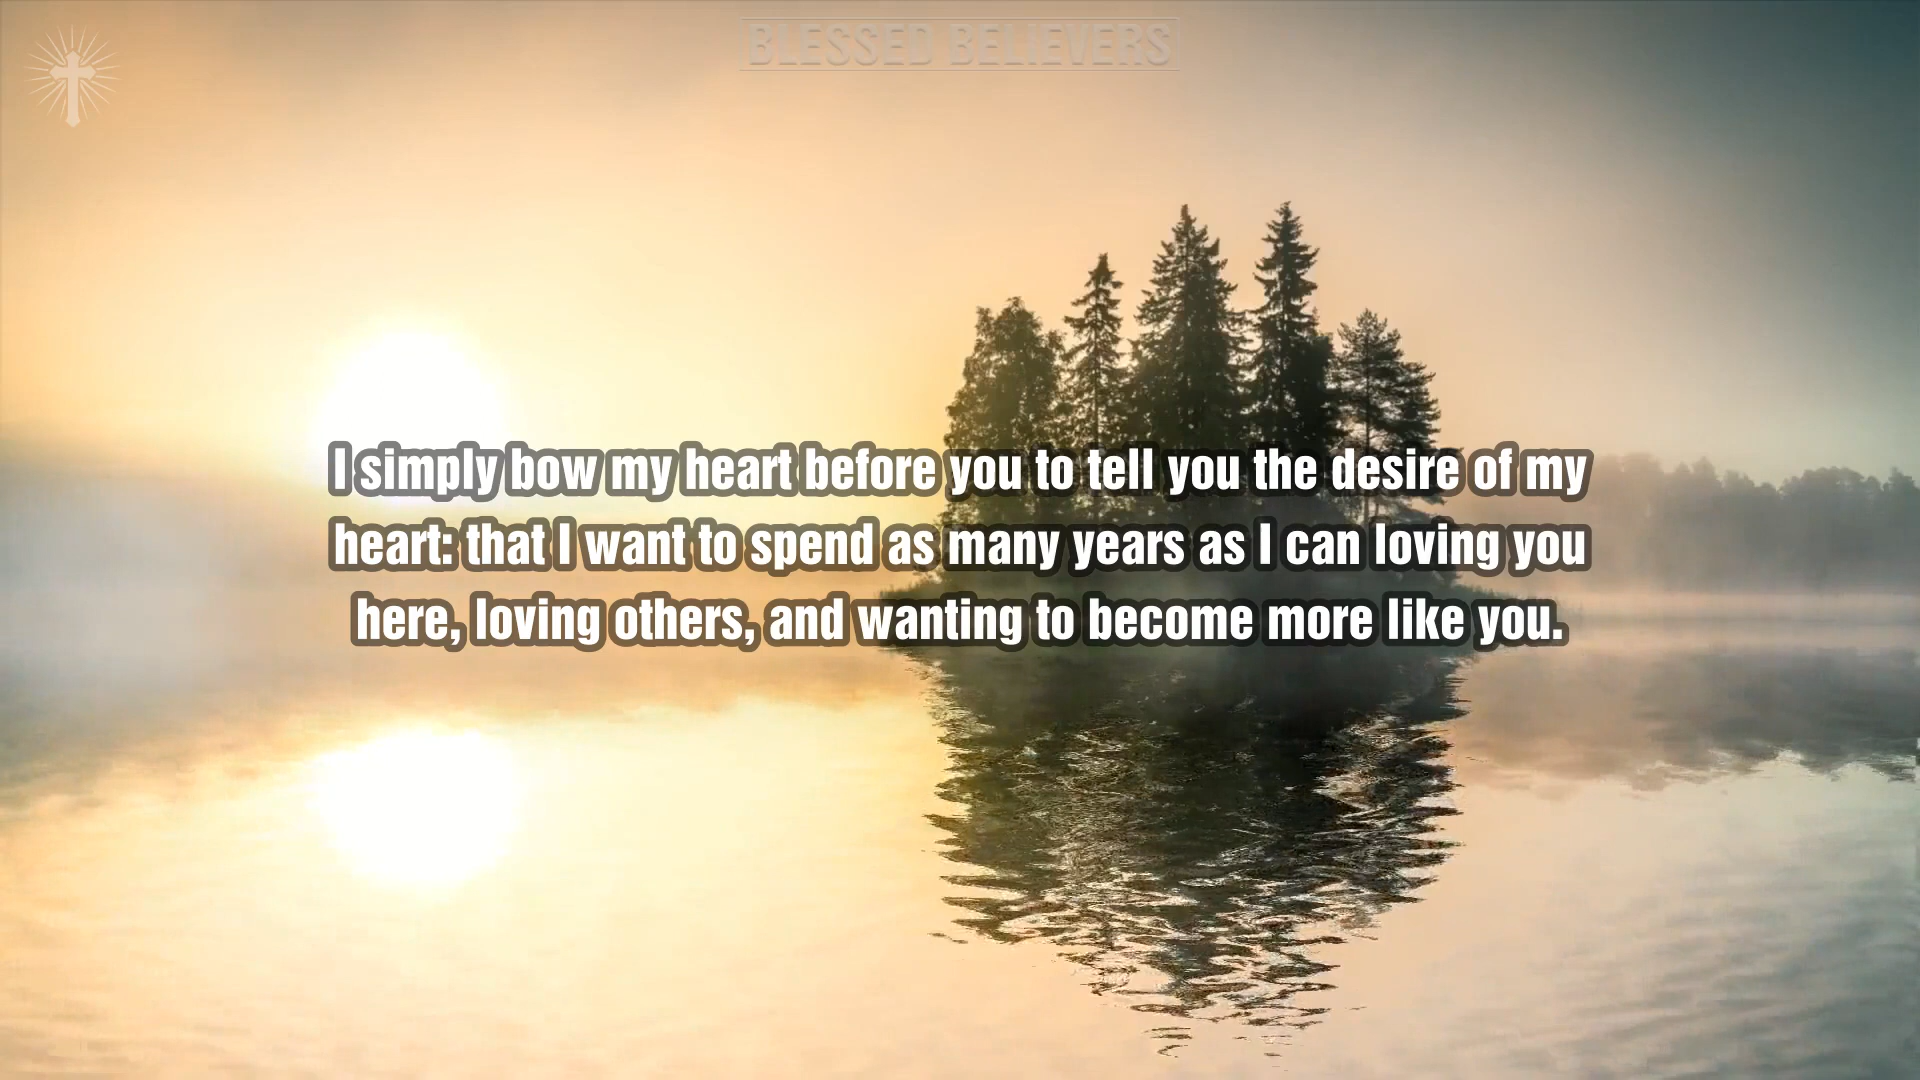 BLESSED BELIEVERS
I simply bow my heart before you to tell you the desire of my
heart: that I want to spend as many years as I can loving you
here, loving others, and wanting to become more like you.